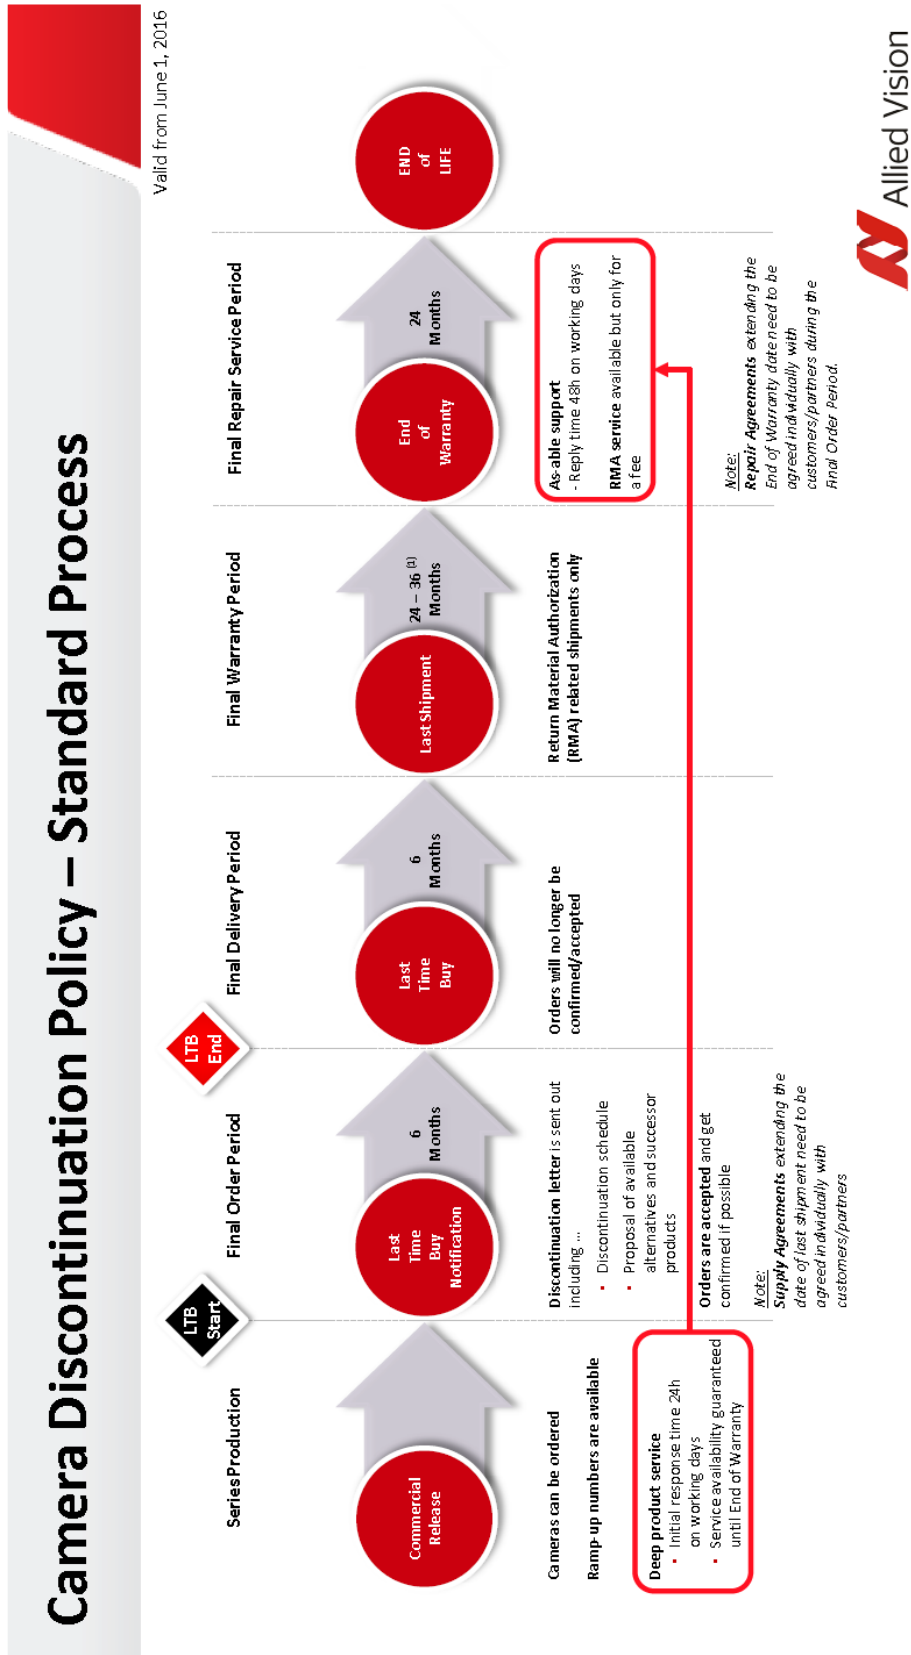 Camera Discontinuation Policy – Standard Process
Valid from June 1, 2016
LTB
Start
LTB
End
Series Production
Final Order Period
Final Delivery Period
Final Warranty Period
Final Repair Service Period
Commercial
Release
Last
Time
Buy
Notification
6
Months
Last
Time
Buy
6
Months
Last Shipment
24 – 36 (1)
Months
End
of
Warranty
24
Months
END
of
LIFE
Cameras can be ordered
Ramp-up numbers are available
Deep product service
▪ Initial response time 24h
on working days
▪ Service availability guaranteed
until End of Warranty
Discontinuation letter is sent out
including ...
▪ Discontinuation schedule
▪ Proposal of available
alternatives and successor
products
Orders are accepted and get
confirmed if possible
Note:
Supply Agreements extending the
date of last shipment need to be
agreed individually with
customers/partners
Orders will no longer be
confirmed/accepted
Return Material Authorization
(RMA) related shipments only
As-able support
- Reply time 48h on working days
RMA service available but only for
a fee
Note:
Repair Agreements extending the
End of Warranty date need to be
agreed individually with
customers/partners during the
Final Order Period.
Allied Vision